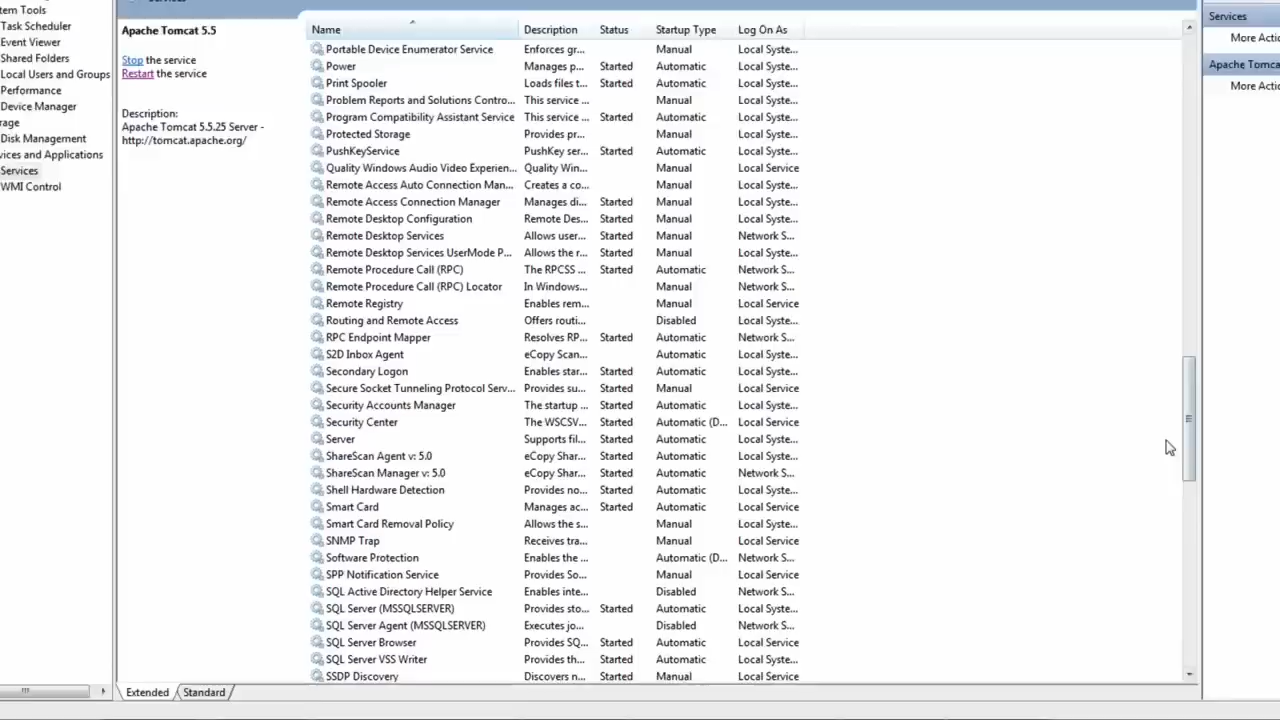 Services
tem Tools
Task Scheduler
Event Viewer
Shared Folders
Local Users and Groups
Performance
Device Manager
rage
Disk Management
vices and Applications
Services
WMI Control
Apache Tomcat 5.5
Stop the service
Restart the service
Description:
Apache Tomcat 5.5.25 Server -
http://tomcat.apache.org/
Name Description Status Startup Type Log On As
Portable Device Enumerator Service Enforces gr... Manual Local Syste...
Power Manages p... Started Automatic Local Syste...
Print Spooler Loads files t... Started Automatic Local Syste...
Problem Reports and Solutions Contro... This service ... Manual Local Syste...
Program Compatibility Assistant Service This service ... Started Automatic Local Syste...
Protected Storage Provides pr... Manual Local Syste...
PushKeyService PushKey ser... Started Automatic Local Syste...
Quality Windows Audio Video Experien... Quality Win... Manual Local Service
Remote Access Auto Connection Man... Creates a co... Manual Local Syste...
Remote Access Connection Manager Manages di... Started Manual Local Syste...
Remote Desktop Configuration Remote Des... Started Manual Local Syste...
Remote Desktop Services Allows user... Started Manual Network S...
Remote Desktop Services UserMode P... Allows the r... Started Manual Local Syste...
Remote Procedure Call (RPC) The RPCSS ... Started Automatic Network S...
Remote Procedure Call (RPC) Locator In Windows... Manual Network S...
Remote Registry Enables rem... Manual Local Service
Routing and Remote Access Offers routi... Disabled Local Syste...
RPC Endpoint Mapper Resolves RP... Started Automatic Network S...
S2D Inbox Agent eCopy Scan... Automatic Local Syste...
Secondary Logon Enables star... Started Automatic Local Syste...
Secure Socket Tunneling Protocol Serv... Provides su... Started Manual Local Service
Security Accounts Manager The startup ... Started Automatic Local Syste...
Security Center The WSCSV... Started Automatic (D... Local Service
Server Supports fil... Started Automatic Local Syste...
ShareScan Agent v: 5.0 eCopy Shar... Started Automatic Local Syste...
ShareScan Manager v: 5.0 eCopy Shar... Started Automatic Network S...
Shell Hardware Detection Provides no... Started Automatic Local Syste...
Smart Card Manages ac... Started Automatic Local Service
Smart Card Removal Policy Allows the s... Manual Local Syste...
SNMP Trap Receives tra... Manual Local Service
Software Protection Enables the ... Automatic (D... Network S...
SPP Notification Service Provides So... Manual Local Service
SQL Active Directory Helper Service Enables inte... Disabled Network S...
SQL Server (MSSQLSERVER) Provides sto... Started Automatic Local Syste...
SQL Server Agent (MSSQLSERVER) Executes jo... Disabled Network S...
SQL Server Browser Provides SQ... Started Automatic Local Service
SQL Server VSS Writer Provides th... Started Automatic Local Syste...
SSDP Discovery Discovers n... Started Manual Local Service
Extended Standard
Services
More Actio
Apache Tomca
More Actio